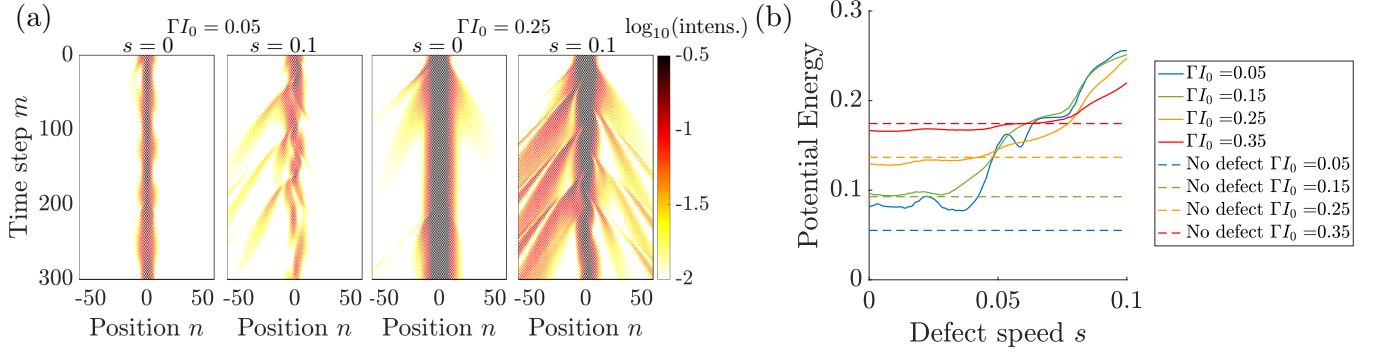 (a)
ΓI₀ = 0.05
ΓI₀ = 0.25
log₁₀(intens.)
s = 0
s = 0.1
s = 0
s = 0.1
0
100
200
300
Time step m
-50 0 50
-50 0 50
-50 0 50
-50 0 50
Position n
Position n
Position n
Position n
-0.5
-1
-1.5
-2
(b)
0.3
0.2
0.1
0
Potential Energy
0 0.05 0.1
Defect speed s
ΓI₀ =0.05
ΓI₀ =0.15
ΓI₀ =0.25
ΓI₀ =0.35
No defect ΓI₀ =0.05
No defect ΓI₀ =0.15
No defect ΓI₀ =0.25
No defect ΓI₀ =0.35